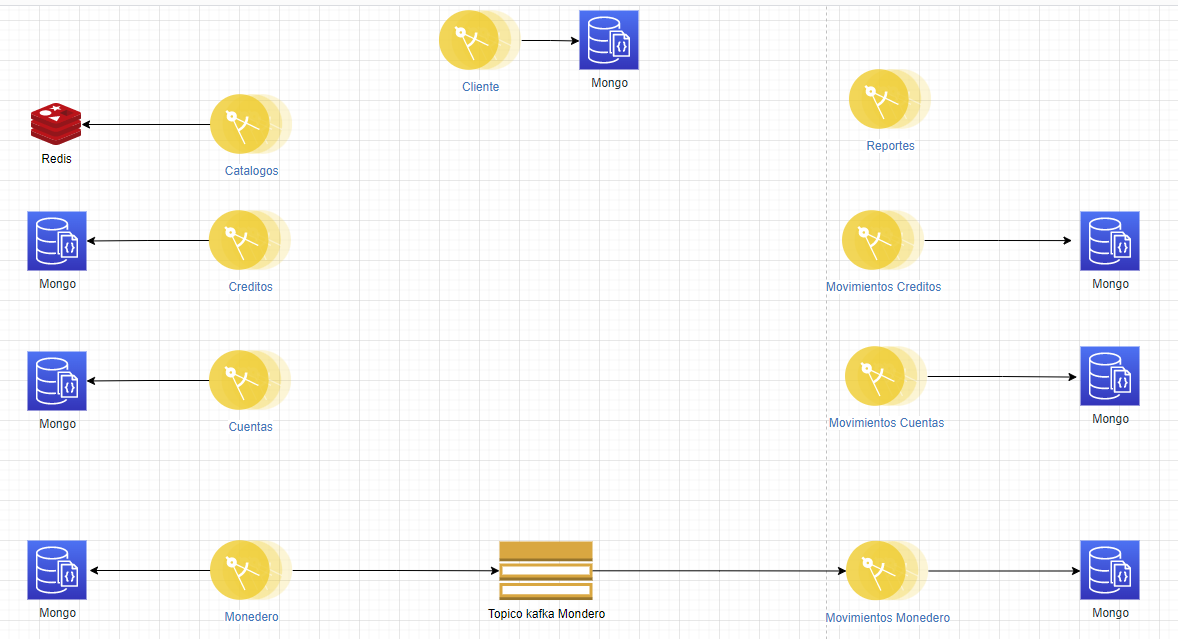 Cliente
Mongo
Reportes
Redis
Catalogos
Mongo
Creditos
Movimientos Creditos
Mongo
Mongo
Cuentas
Movimientos Cuentas
Mongo
Mongo
Monedero
Topico kafka Mondero
Movimientos Monedero
Mongo